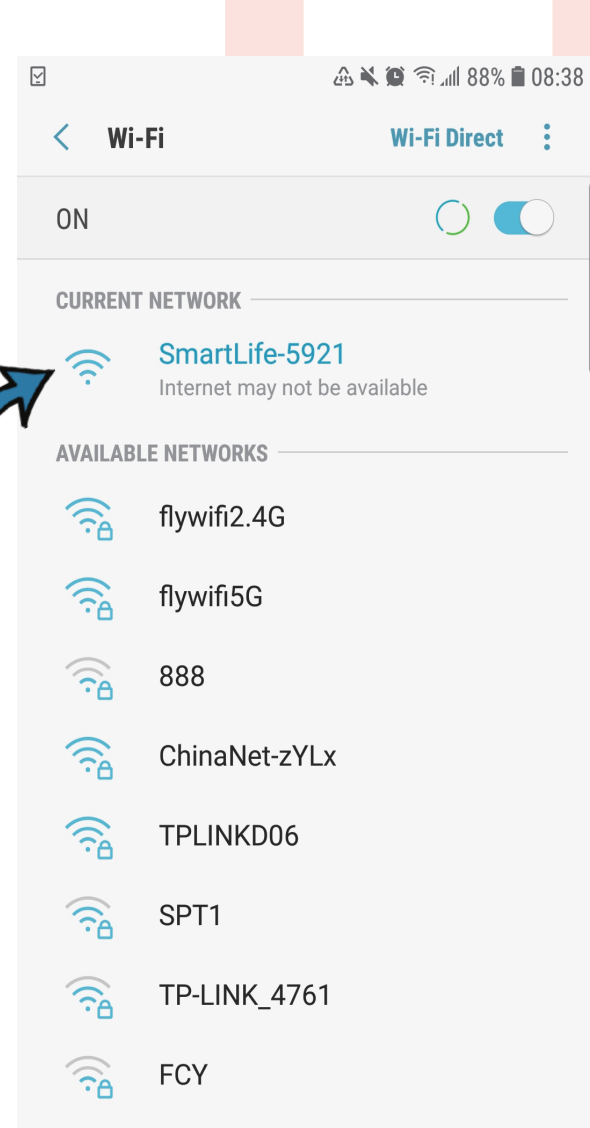 88% 08:38
Wi-Fi Wi-Fi Direct
ON
CURRENT NETWORK
SmartLife-5921
Internet may not be available
AVAILABLE NETWORKS
flywifi2.4G
flywifi5G
888
ChinaNet-zYLx
TPLINKD06
SPT1
TP-LINK_4761
FCY